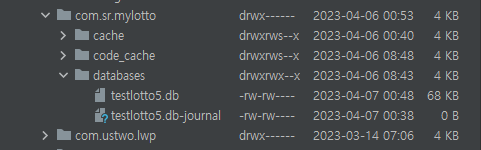 com.sr.mylotto drwx------ 2023-04-06 00:53 4 KB
cache drwxrws--x 2023-04-06 00:43 4 KB
code_cache drwxrws--x 2023-04-06 08:48 4 KB
databases drwxrwx--x 2023-04-06 08:43 4 KB
testlotto5.db -rw-rw---- 2023-04-07 00:48 68 KB
testlotto5.db-journal -rw-rw---- 2023-04-07 00:38 0 B
com.ustwo.lwp drwx------ 2023-03-14 07:06 4 KB